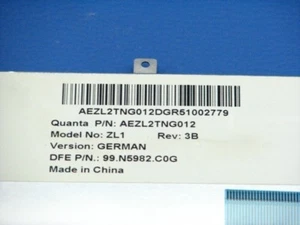 AEZL2TNG012DGR51002779
Quanta P/N: AEZL2TNG012
Model No: ZL1 Rev: 3B
Version: GERMAN
DFE P/N.: 99.N5982.C0G
Made in China